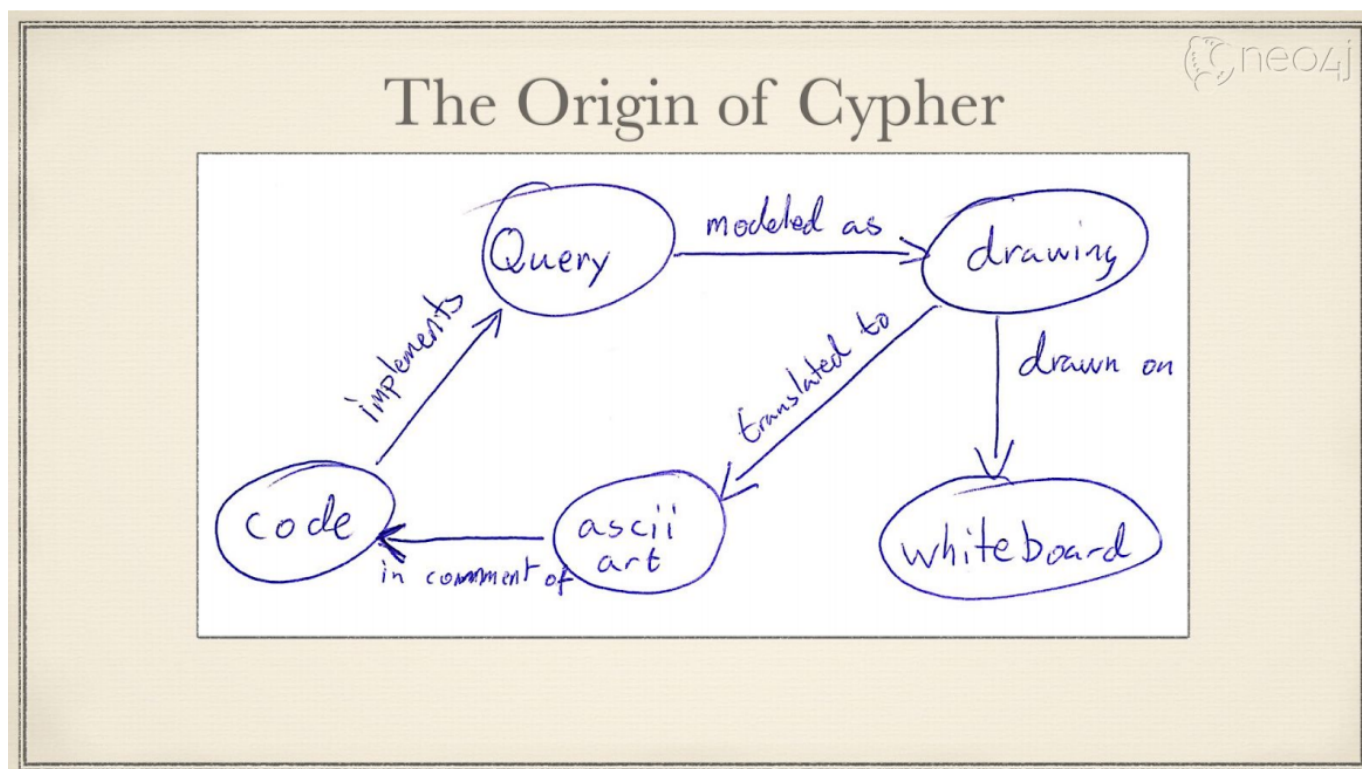 neo4j
The Origin of Cypher
Query
modeled as
drawing
implements
translated to
drawn on
code
in comment of
ascii
art
whiteboard